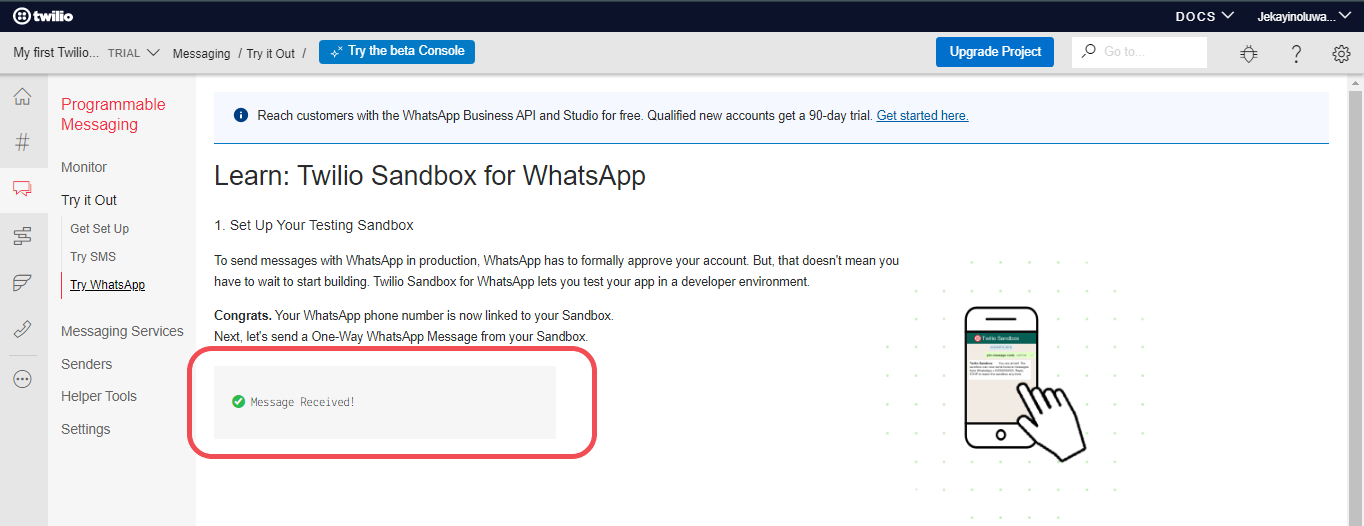 twilio
DOCS
Jekayinoluwa...
My first Twilio... TRIAL
Messaging / Try it Out /
Try the beta Console
Upgrade Project
Go to...
Programmable
Messaging
Monitor
Try it Out
Get Set Up
Try SMS
Try WhatsApp
Messaging Services
Senders
Helper Tools
Settings
Reach customers with the WhatsApp Business API and Studio for free. Qualified new accounts get a 90-day trial. Get started here.
Learn: Twilio Sandbox for WhatsApp
1. Set Up Your Testing Sandbox
To send messages with WhatsApp in production, WhatsApp has to formally approve your account. But, that doesn't mean you
have to wait to start building. Twilio Sandbox for WhatsApp lets you test your app in a developer environment.
Congrats. Your WhatsApp phone number is now linked to your Sandbox.
Next, let's send a One-Way WhatsApp Message from your Sandbox.
Message Received!
Twilio Sandbox